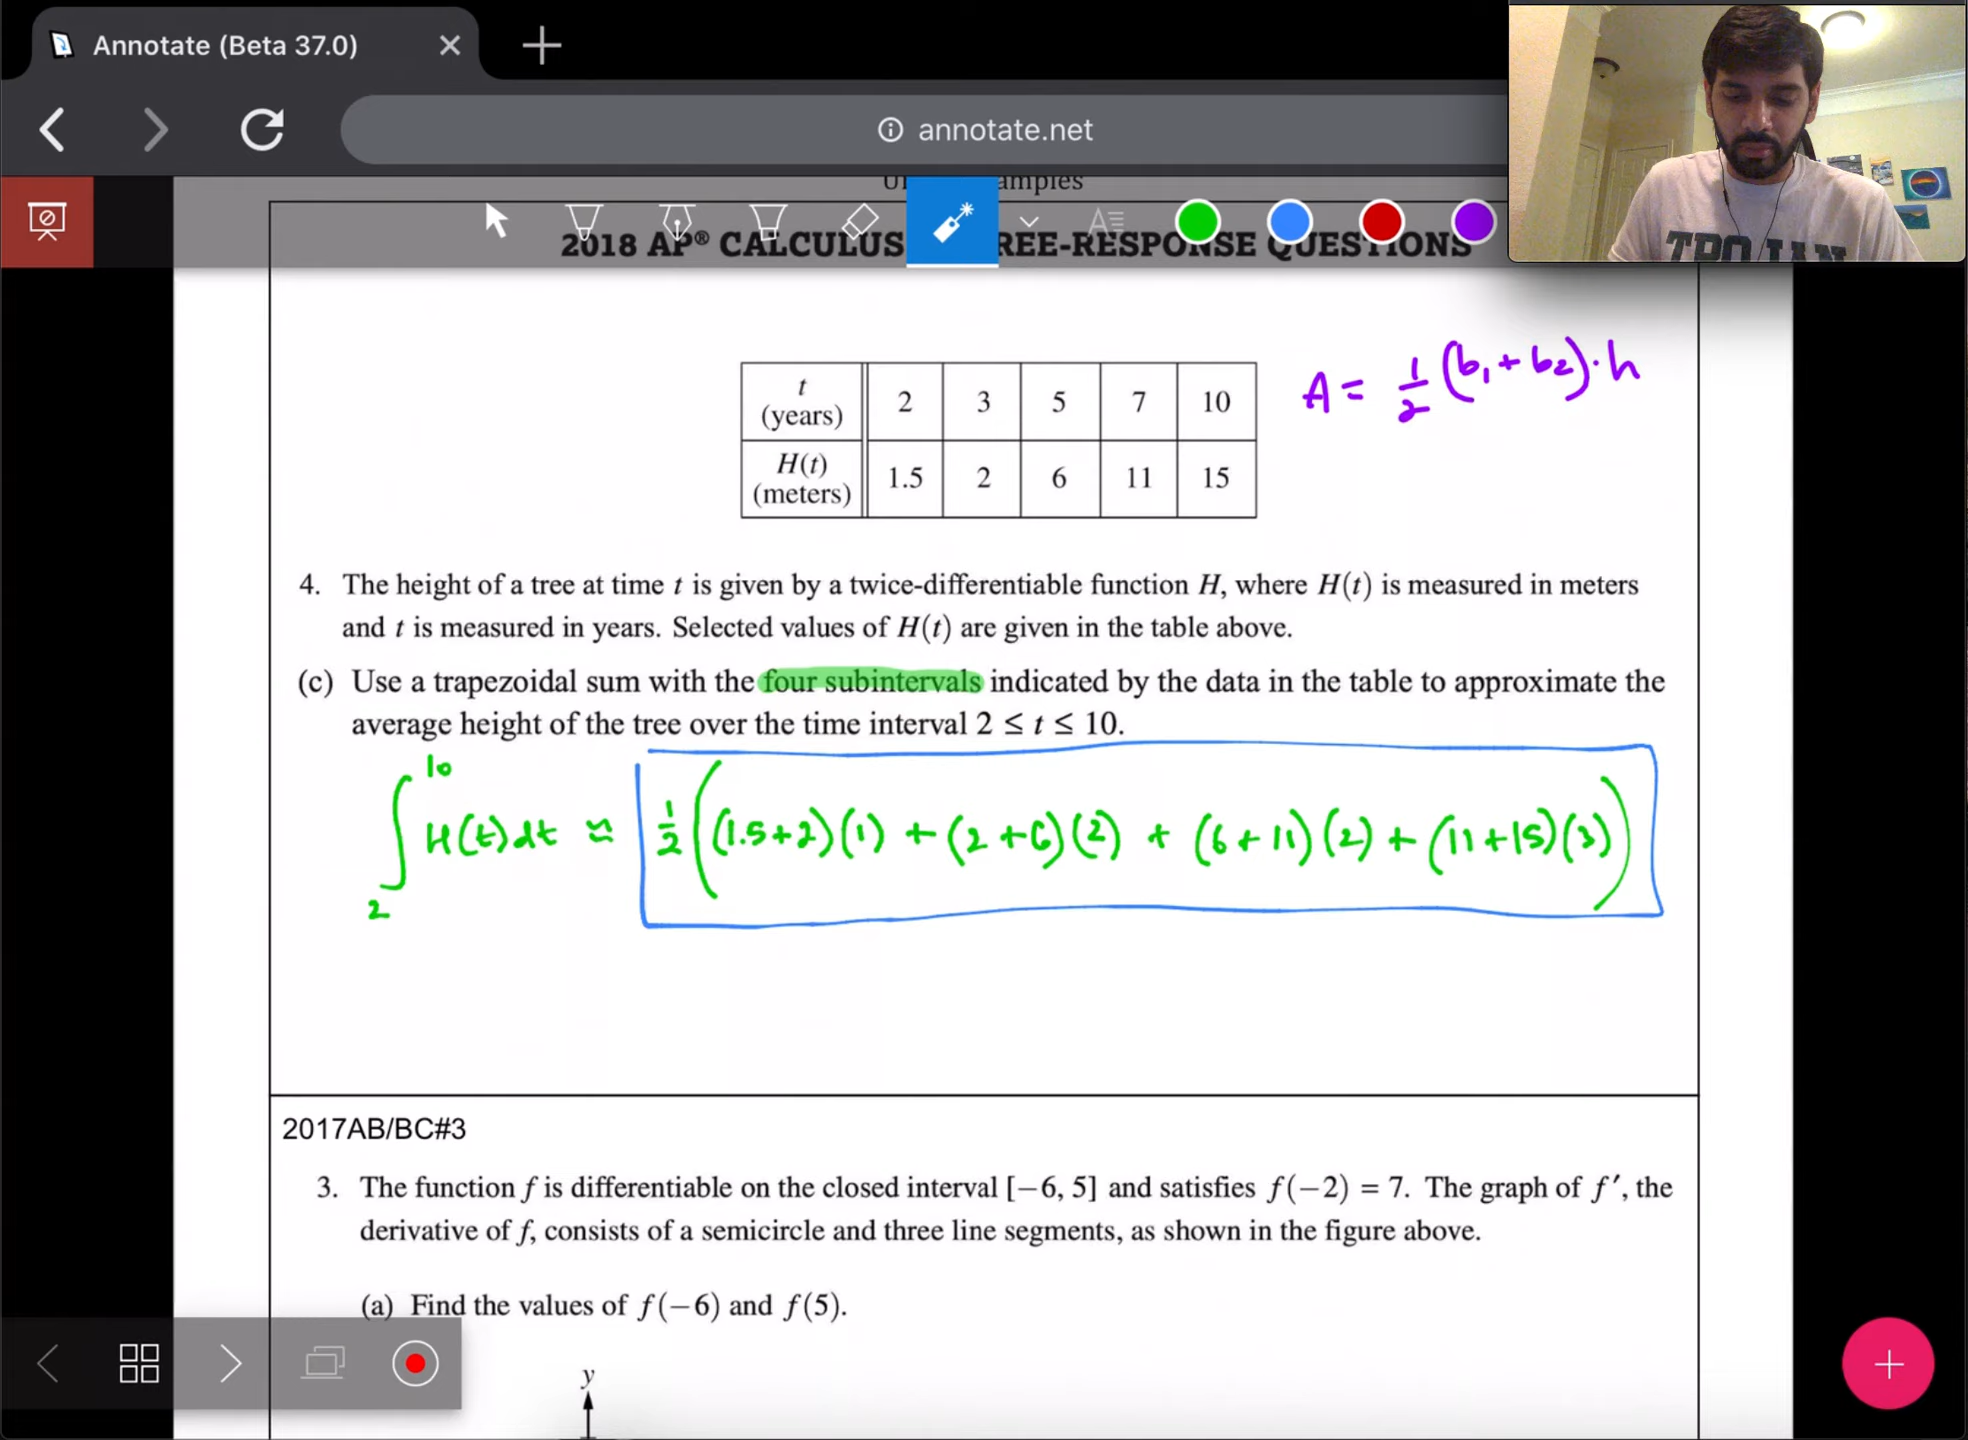 Annotate (Beta 37.0)
annotate.net
amples
2018 AP® CALCULUS REE-RESPONSE QUESTIONS
TROJAN
A = 1/2 (b₁ + b₂) · h
t (years) 2 3 5 7 10
H(t) (meters) 1.5 2 6 11 15
4. The height of a tree at time t is given by a twice-differentiable function H, where H(t) is measured in meters
and t is measured in years. Selected values of H(t) are given in the table above.
(c) Use a trapezoidal sum with the four subintervals indicated by the data in the table to approximate the
average height of the tree over the time interval 2 ≤ t ≤ 10.
∫₂¹⁰ H(t)dt ≈ 1/2 ((1.5+2)(1) + (2+6)(2) + (6+11)(2) + (11+15)(3))
2017AB/BC#3
3. The function f is differentiable on the closed interval [−6, 5] and satisfies f(−2) = 7. The graph of f′, the
derivative of f, consists of a semicircle and three line segments, as shown in the figure above.
(a) Find the values of f(−6) and f(5).
y